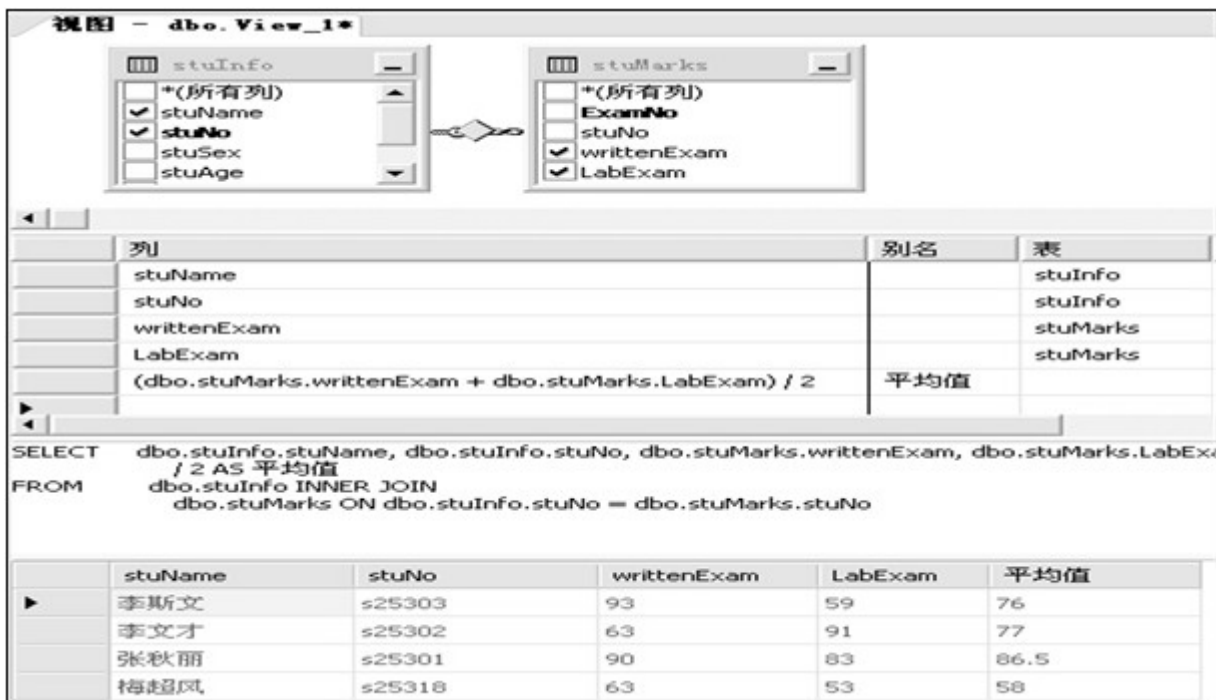 视图 - dbo.View_1*
stuInfo
*(所有列)
stuName
stuNo
stuSex
stuAge
stuMarks
*(所有列)
ExamNo
stuNo
writtenExam
LabExam
列 别名 表
stuName stuInfo
stuNo stuInfo
writtenExam stuMarks
LabExam stuMarks
(dbo.stuMarks.writtenExam + dbo.stuMarks.LabExam) / 2 平均值
SELECT dbo.stuInfo.stuName, dbo.stuInfo.stuNo, dbo.stuMarks.writtenExam, dbo.stuMarks.LabExa
/ 2 AS 平均值
FROM dbo.stuInfo INNER JOIN
dbo.stuMarks ON dbo.stuInfo.stuNo = dbo.stuMarks.stuNo
stuName stuNo writtenExam LabExam 平均值
李斯文 s25303 93 59 76
李文才 s25302 63 91 77
张秋丽 s25301 90 83 86.5
梅超风 s25318 63 53 58